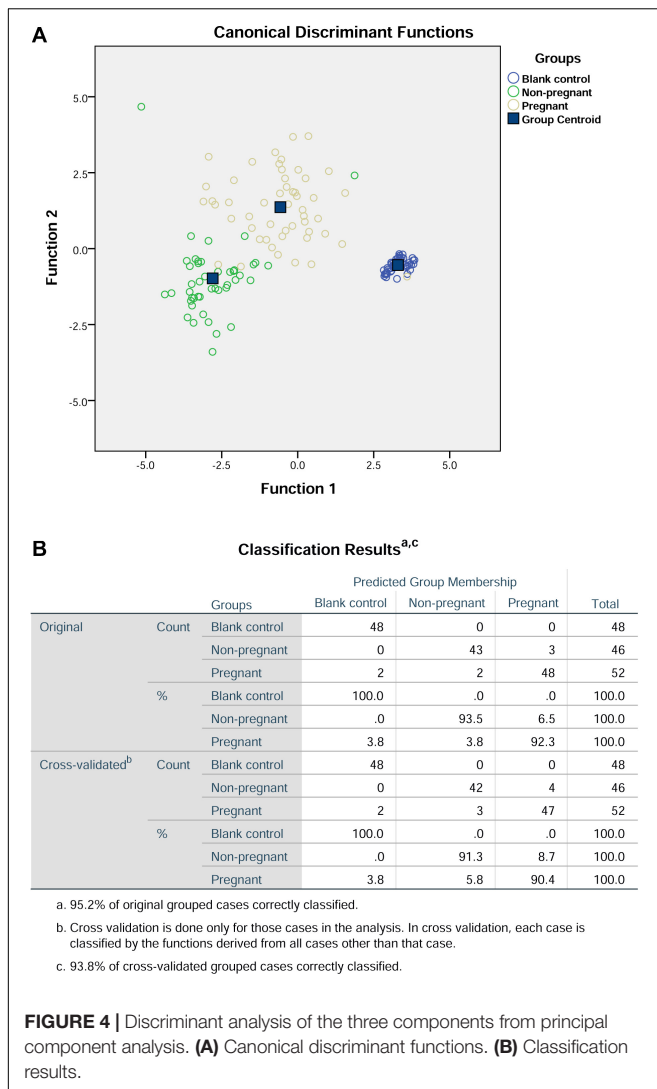 A
Canonical Discriminant Functions
Groups
Blank control
Non-pregnant
Pregnant
Group Centroid
5.0
2.5
0.0
-2.5
-5.0
Function 2
-5.0 -2.5 0.0 2.5 5.0
Function 1
B
Classification Resultsa,c
Predicted Group Membership
Groups Blank control Non-pregnant Pregnant Total
Original Count Blank control 48 0 0 48
Non-pregnant 0 43 3 46
Pregnant 2 2 48 52
% Blank control 100.0 .0 .0 100.0
Non-pregnant .0 93.5 6.5 100.0
Pregnant 3.8 3.8 92.3 100.0
Cross-validatedb Count Blank control 48 0 0 48
Non-pregnant 0 42 4 46
Pregnant 2 3 47 52
% Blank control 100.0 .0 .0 100.0
Non-pregnant .0 91.3 8.7 100.0
Pregnant 3.8 5.8 90.4 100.0
a. 95.2% of original grouped cases correctly classified.
b. Cross validation is done only for those cases in the analysis. In cross validation, each case is
classified by the functions derived from all cases other than that case.
c. 93.8% of cross-validated grouped cases correctly classified.
FIGURE 4 | Discriminant analysis of the three components from principal
component analysis. (A) Canonical discriminant functions. (B) Classification
results.